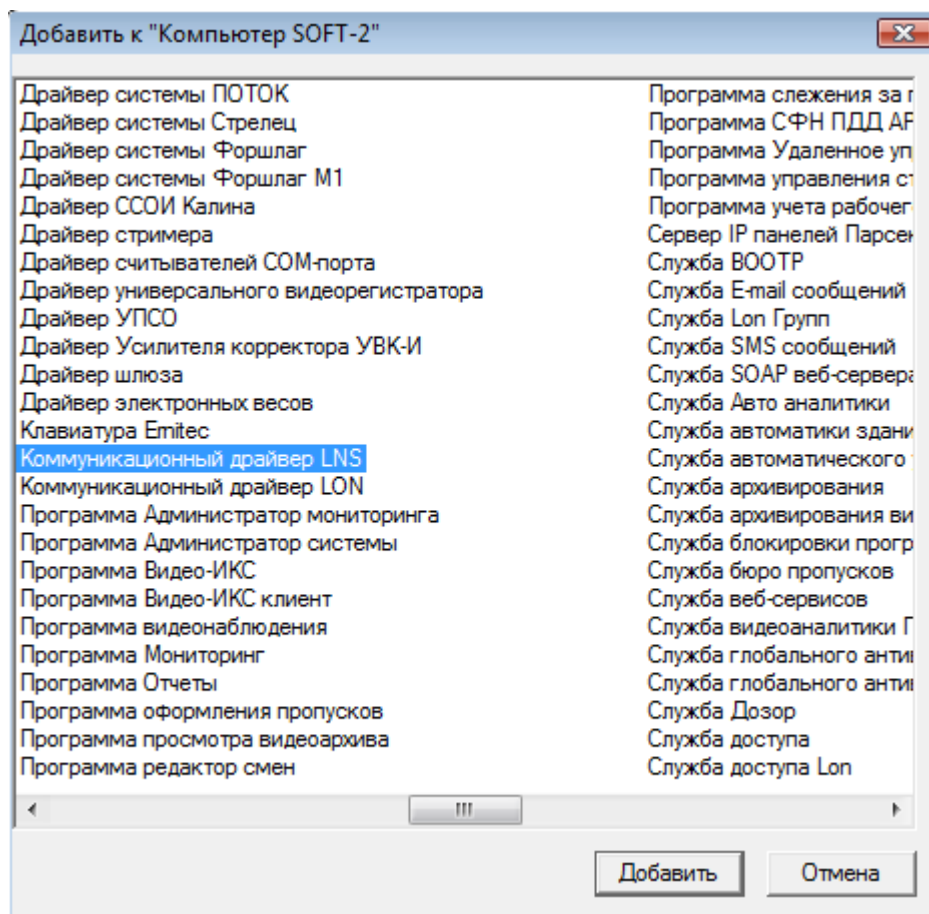 Добавить к "Компьютер SOFT-2"
Драйвер системы ПОТОК
Драйвер системы Стрелец
Драйвер системы Форшлаг
Драйвер системы Форшлаг М1
Драйвер ССОИ Калина
Драйвер стримера
Драйвер считывателей COM-порта
Драйвер универсального видеорегистратора
Драйвер УПСО
Драйвер Усилителя корректора УВК-И
Драйвер шлюза
Драйвер электронных весов
Клавиатура Ernitec
Коммуникационный драйвер LNS
Коммуникационный драйвер LON
Программа Администратор мониторинга
Программа Администратор системы
Программа Видео-ИКС
Программа Видео-ИКС клиент
Программа видеонаблюдения
Программа Мониторинг
Программа Отчеты
Программа оформления пропусков
Программа просмотра видеоархива
Программа редактор смен
Программа слежения за
Программа СФН ПДД
Программа Удаленное
Программа управления
Программа учета
Сервер IP панелей
Служба BOOTP
Служба E-mail сообщений
Служба Lon Групп
Служба SMS сообщений
Служба SOAP
Служба Авто аналитики
Служба автоматики
Служба автоматического
Служба архивирования
Служба архивирования
Служба блокировки
Служба бюро пропусков
Служба веб-сервисов
Служба видеоаналитики
Служба глобального
Служба глобального
Служба Дозор
Служба доступа
Служба доступа Lon
Добавить
Отмена